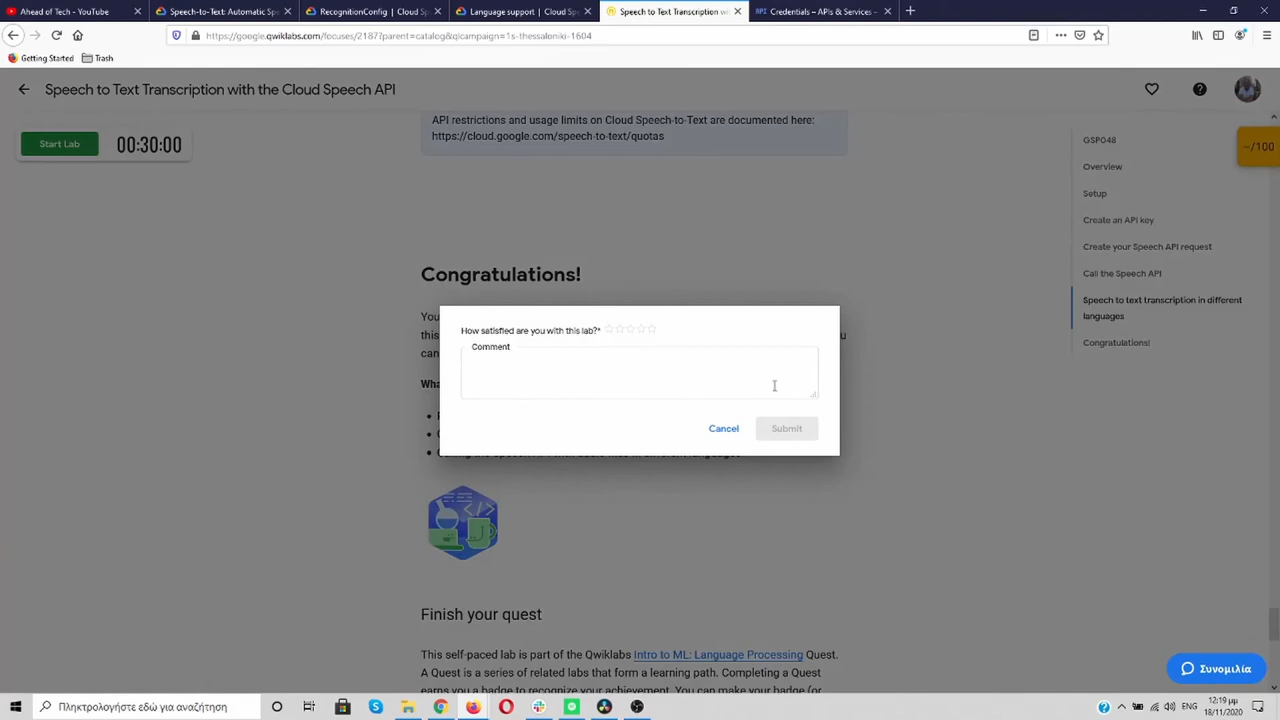 Ahead of Tech - YouTube
Speech-to-Text: Automatic Sp
RecognitionConfig | Cloud Sp
Language support | Cloud Sp
Speech to Text Transcription wi
API Credentials – APIs & Services –
https://google.qwiklabs.com/focuses/2187?parent=catalog&qlcampaign=1s-thessaloniki-1604
Getting Started
Trash
Speech to Text Transcription with the Cloud Speech API
Start Lab
00:30:00
API restrictions and usage limits on Cloud Speech-to-Text are documented here:
https://cloud.google.com/speech-to-text/quotas
GSP048
--/100
Overview
Setup
Create an API key
Create your Speech API request
Call the Speech API
Speech to text transcription in different
languages
Congratulations!
Congratulations!
How satisfied are you with this lab?*
Comment
Cancel
Submit
Finish your quest
This self-paced lab is part of the Qwiklabs Intro to ML: Language Processing Quest.
A Quest is a series of related labs that form a learning path. Completing a Quest
earns you a badge to recognize your achievement. You can make your badge (or
Συνομιλία
Πληκτρολογήστε εδώ για αναζήτηση
ENG
12:19 μμ
18/11/2020